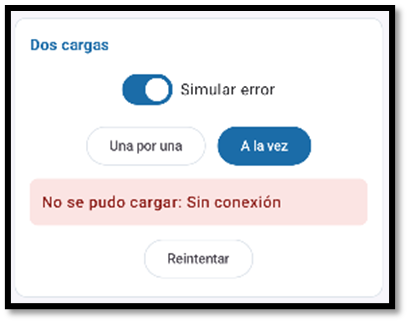 Dos cargas
Simular error
Una por una
A la vez
No se pudo cargar: Sin conexión
Reintentar